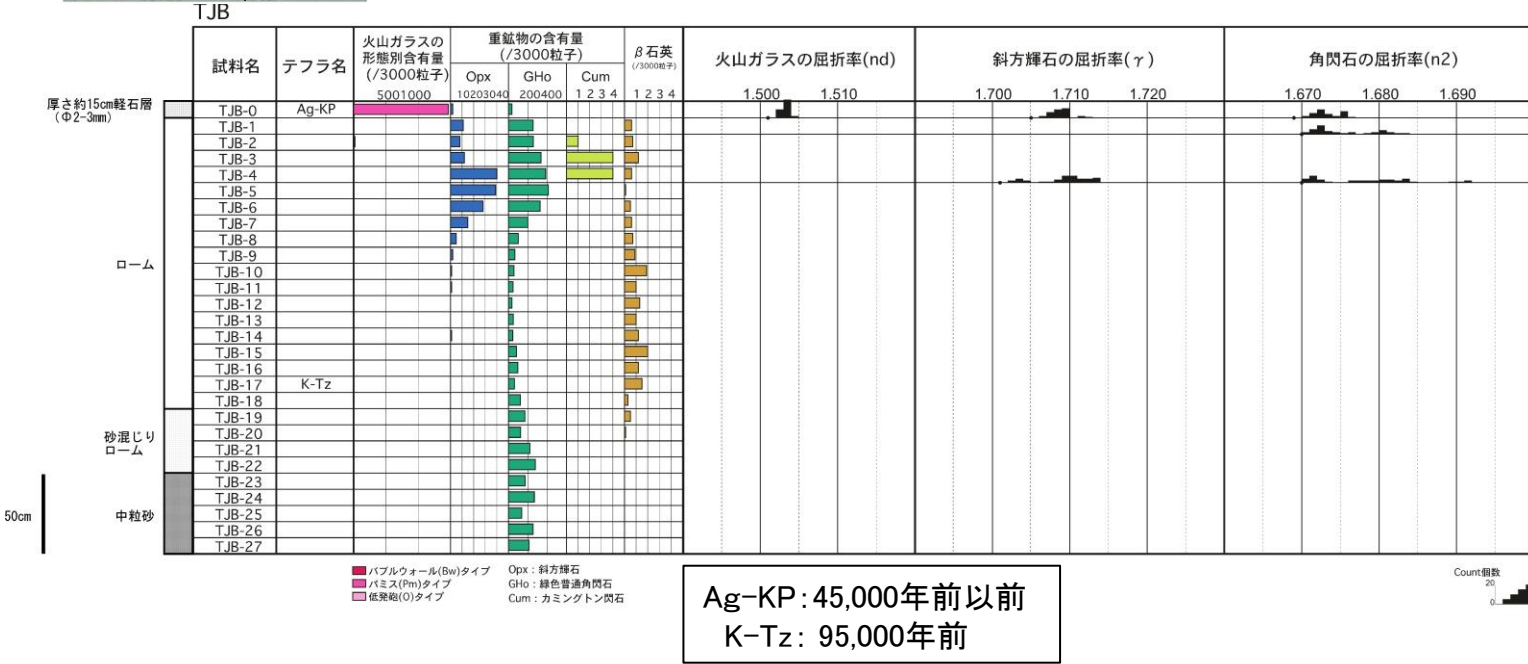 TJB
試料名
テフラ名
火山ガラスの
形態別含有量
(/3000粒子)
5001000
重鉱物の含有量
(/3000粒子)
Opx
GHo
Cum
10203040
200400
1 2 3 4
β石英
(/3000粒子)
1 2 3 4
火山ガラスの屈折率(nd)
1.500
1.510
斜方輝石の屈折率(γ)
1.700
1.710
1.720
角閃石の屈折率(n2)
1.670
1.680
1.690
厚さ約15cm軽石層
(Φ2-3mm)
TJB-0 Ag-KP
TJB-1
TJB-2
TJB-3
TJB-4
TJB-5
TJB-6
TJB-7
TJB-8
TJB-9
ローム
TJB-10
TJB-11
TJB-12
TJB-13
TJB-14
TJB-15
TJB-16
TJB-17 K-Tz
TJB-18
TJB-19
砂混じり
ローム
TJB-20
TJB-21
TJB-22
TJB-23
TJB-24
50cm
中粒砂
TJB-25
TJB-26
TJB-27
バブルウォール(Bw)タイプ
パミス(Pm)タイプ
低発砲(O)タイプ
Opx：斜方輝石
GHo：緑色普通角閃石
Cum：カミングトン閃石
Ag-KP：45,000年前以前
K-Tz：95,000年前
Count個数
20
0